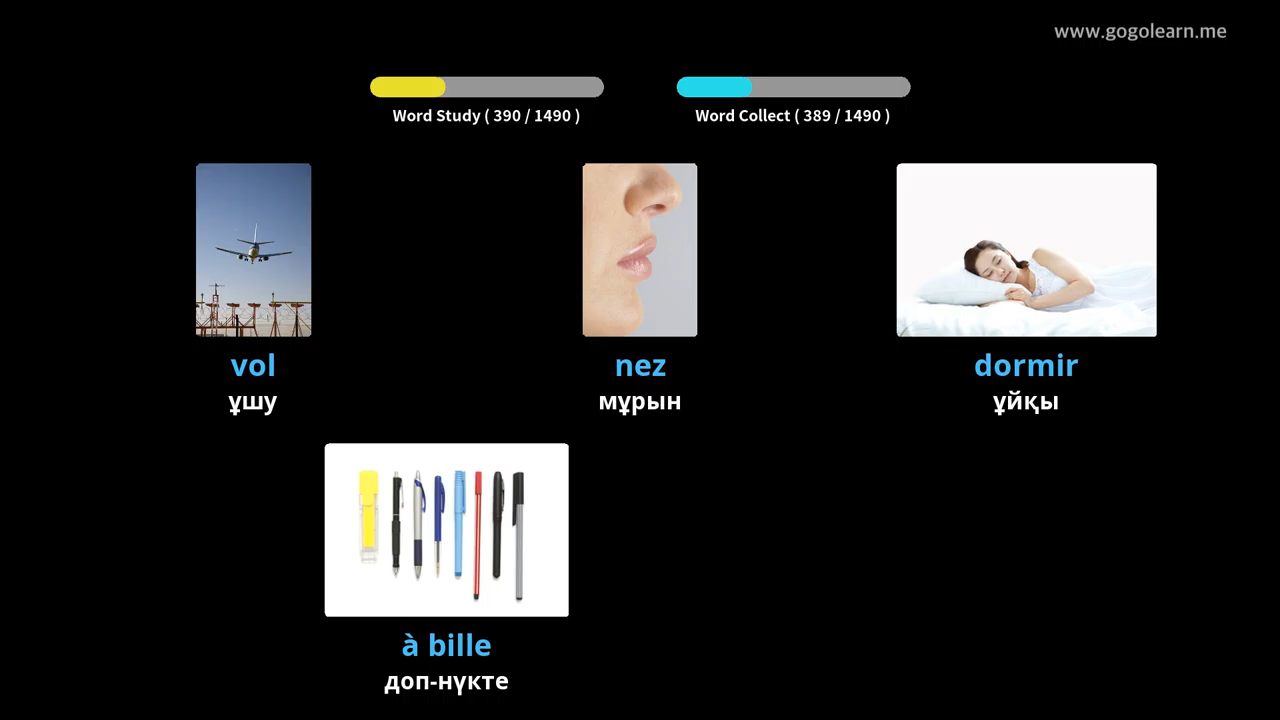 www.gogolearn.me
Word Study ( 390 / 1490 )
Word Collect ( 389 / 1490 )
vol
ұшу
nez
мұрын
dormir
ұйқы
à bille
доп-нүкте